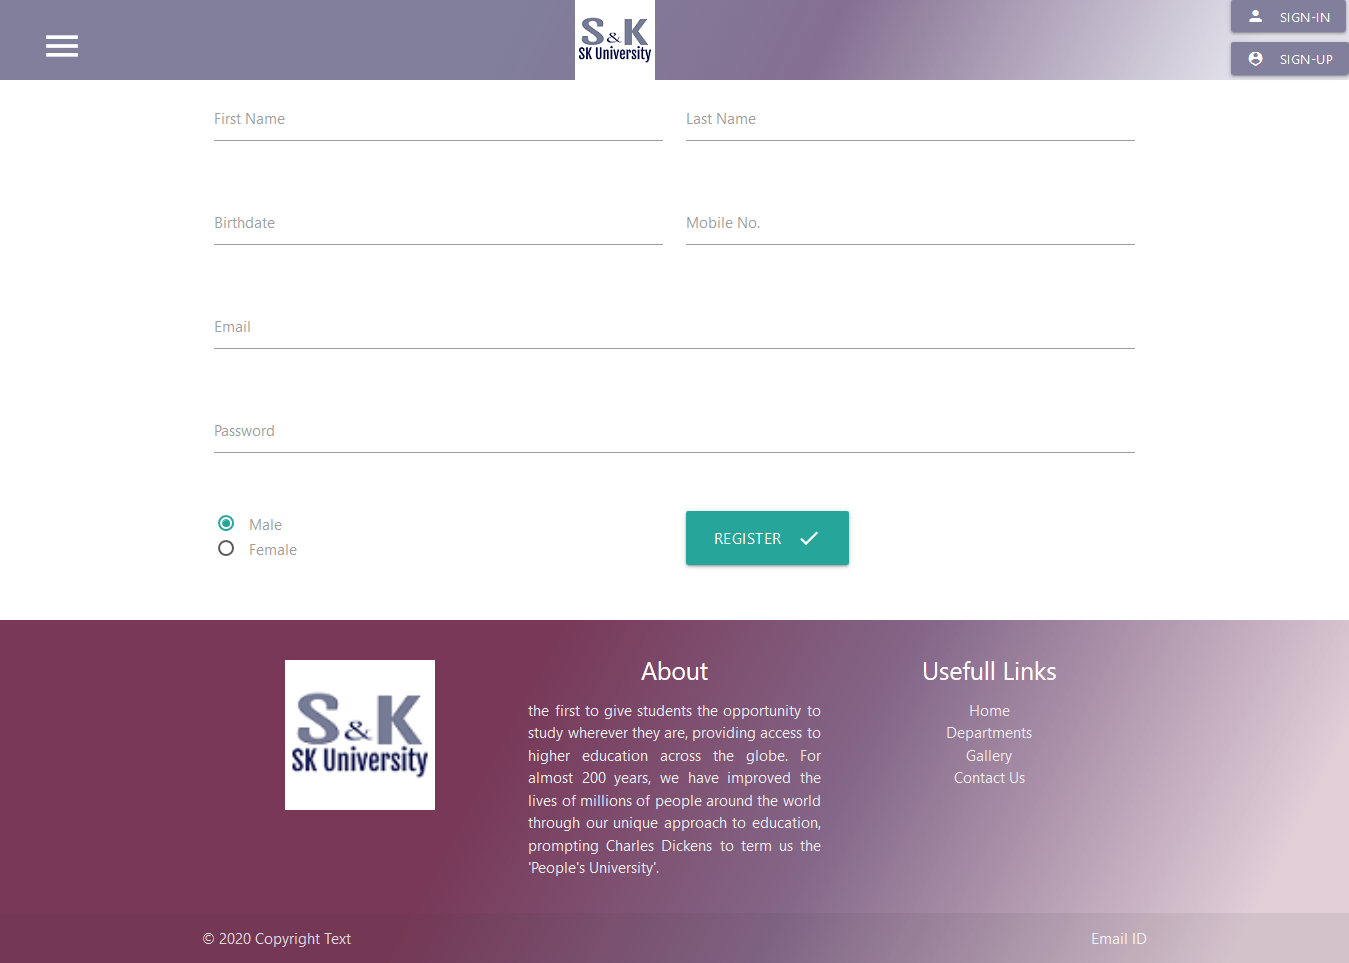 S&K
SK University
SIGN-IN
SIGN-UP
First Name
Last Name
Birthdate
Mobile No.
Email
Password
Male
Female
REGISTER
S&K
SK University
About
the first to give students the opportunity to
study wherever they are, providing access to
higher education across the globe. For
almost 200 years, we have improved the
lives of millions of people around the world
through our unique approach to education,
prompting Charles Dickens to term us the
'People's University'.
Usefull Links
Home
Departments
Gallery
Contact Us
© 2020 Copyright Text
Email ID